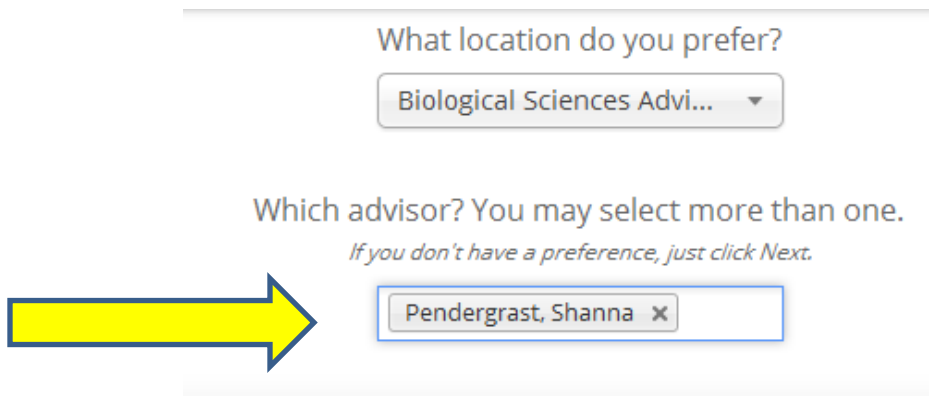 What location do you prefer?
Biological Sciences Advi...
Which advisor? You may select more than one.
If you don't have a preference, just click Next.
Pendergrast, Shanna ×